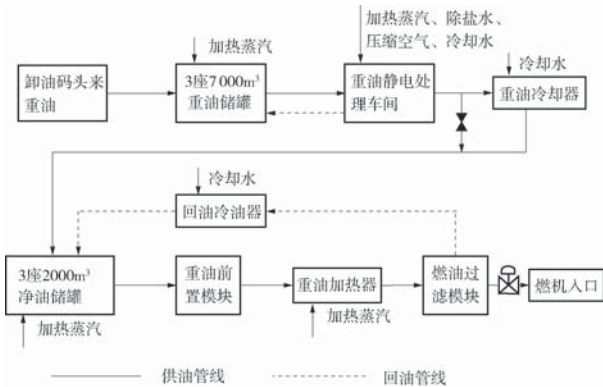 加热蒸汽、除盐水、
压缩空气、冷却水
加热蒸汽
冷却水
卸油码头来
重油
3座7000m³
重油储罐
重油静电处
理车间
重油冷却器
冷却水
回油冷油器
3座2000m³
净油储罐
重油前
置模块
重油加热器
燃油过
滤模块
燃机入口
加热蒸汽
加热蒸汽
供油管线
回油管线